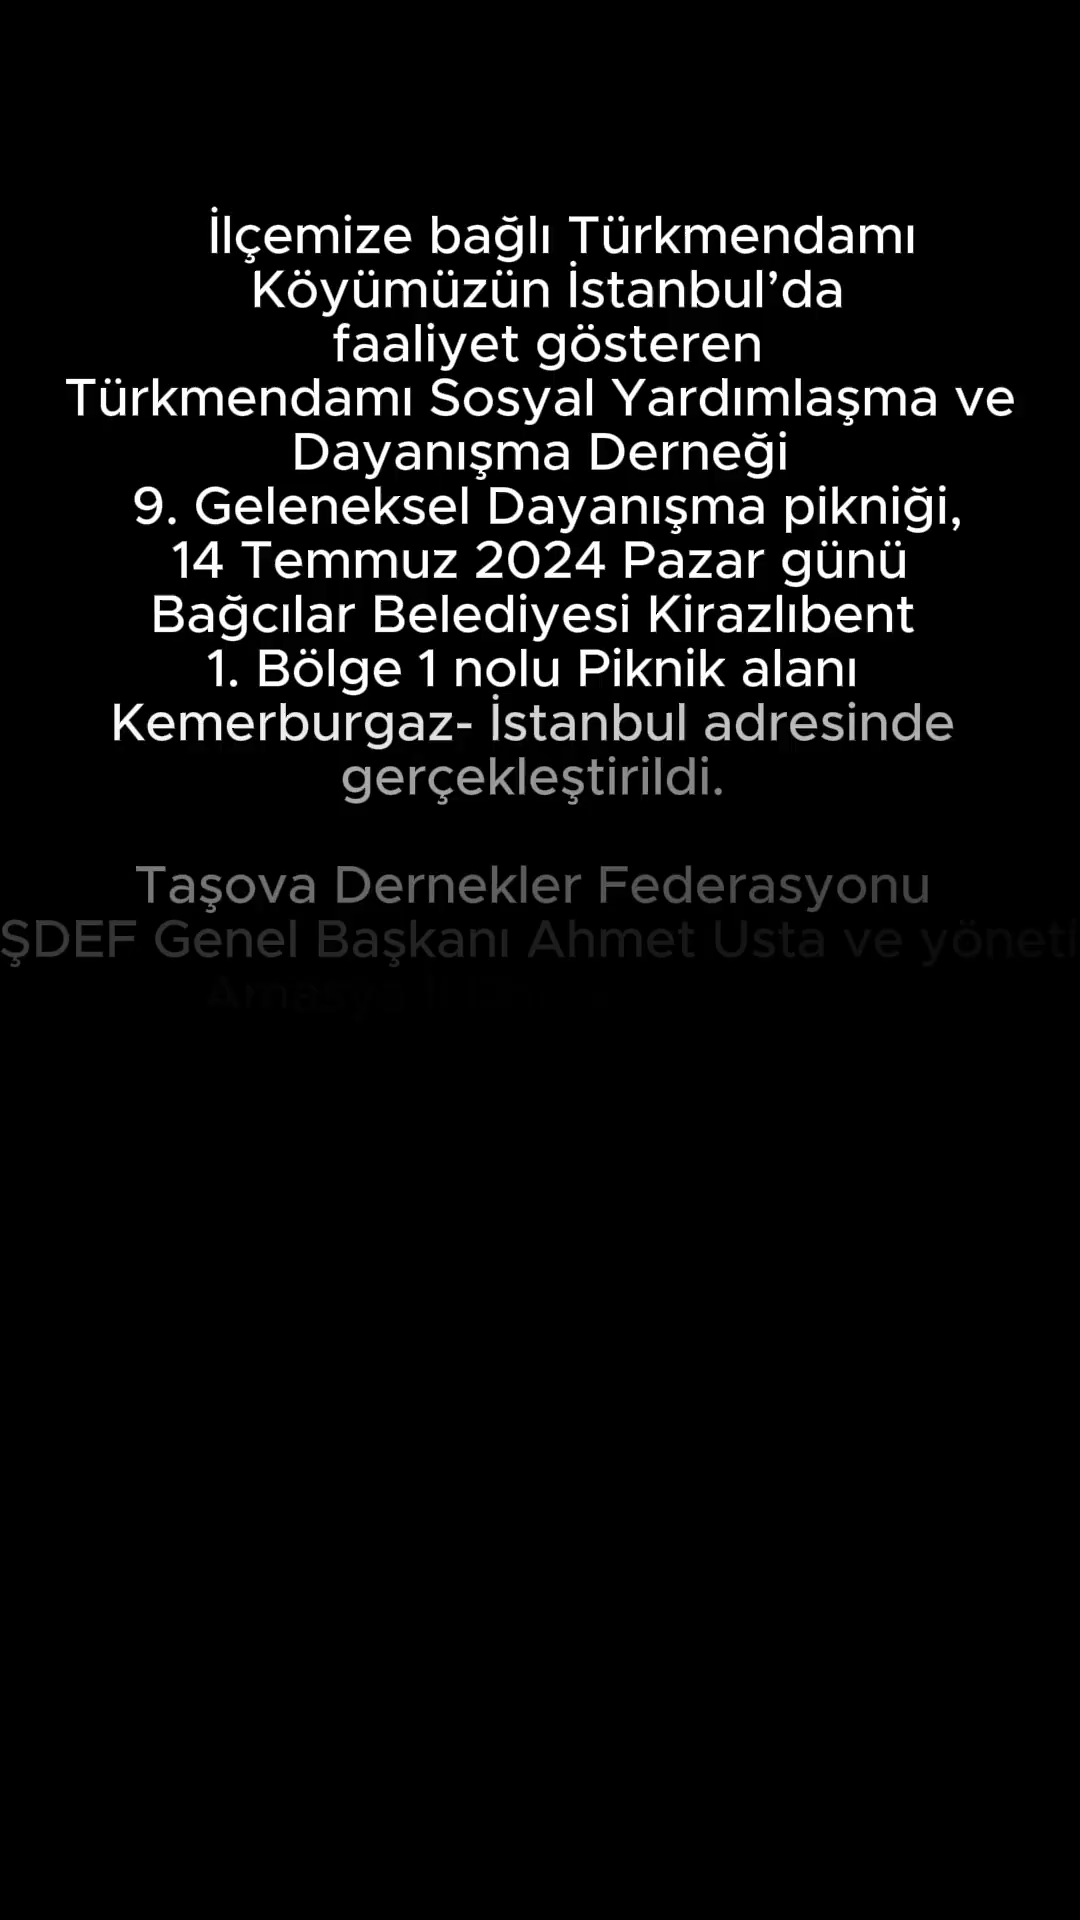 İlçemize bağlı Türkmendamı
Köyümüzün İstanbul’da
faaliyet gösteren
Türkmendamı Sosyal Yardımlaşma ve
Dayanışma Derneği
9. Geleneksel Dayanışma pikniği,
14 Temmuz 2024 Pazar günü
Bağcılar Belediyesi Kirazlıbent
1. Bölge 1 nolu Piknik alanı
Kemerburgaz- İstanbul adresinde
gerçekleştirildi.
Taşova Dernekler Federasyonu
ŞDEF Genel Başkanı Ahmet Usta ve yöneti
Amasya